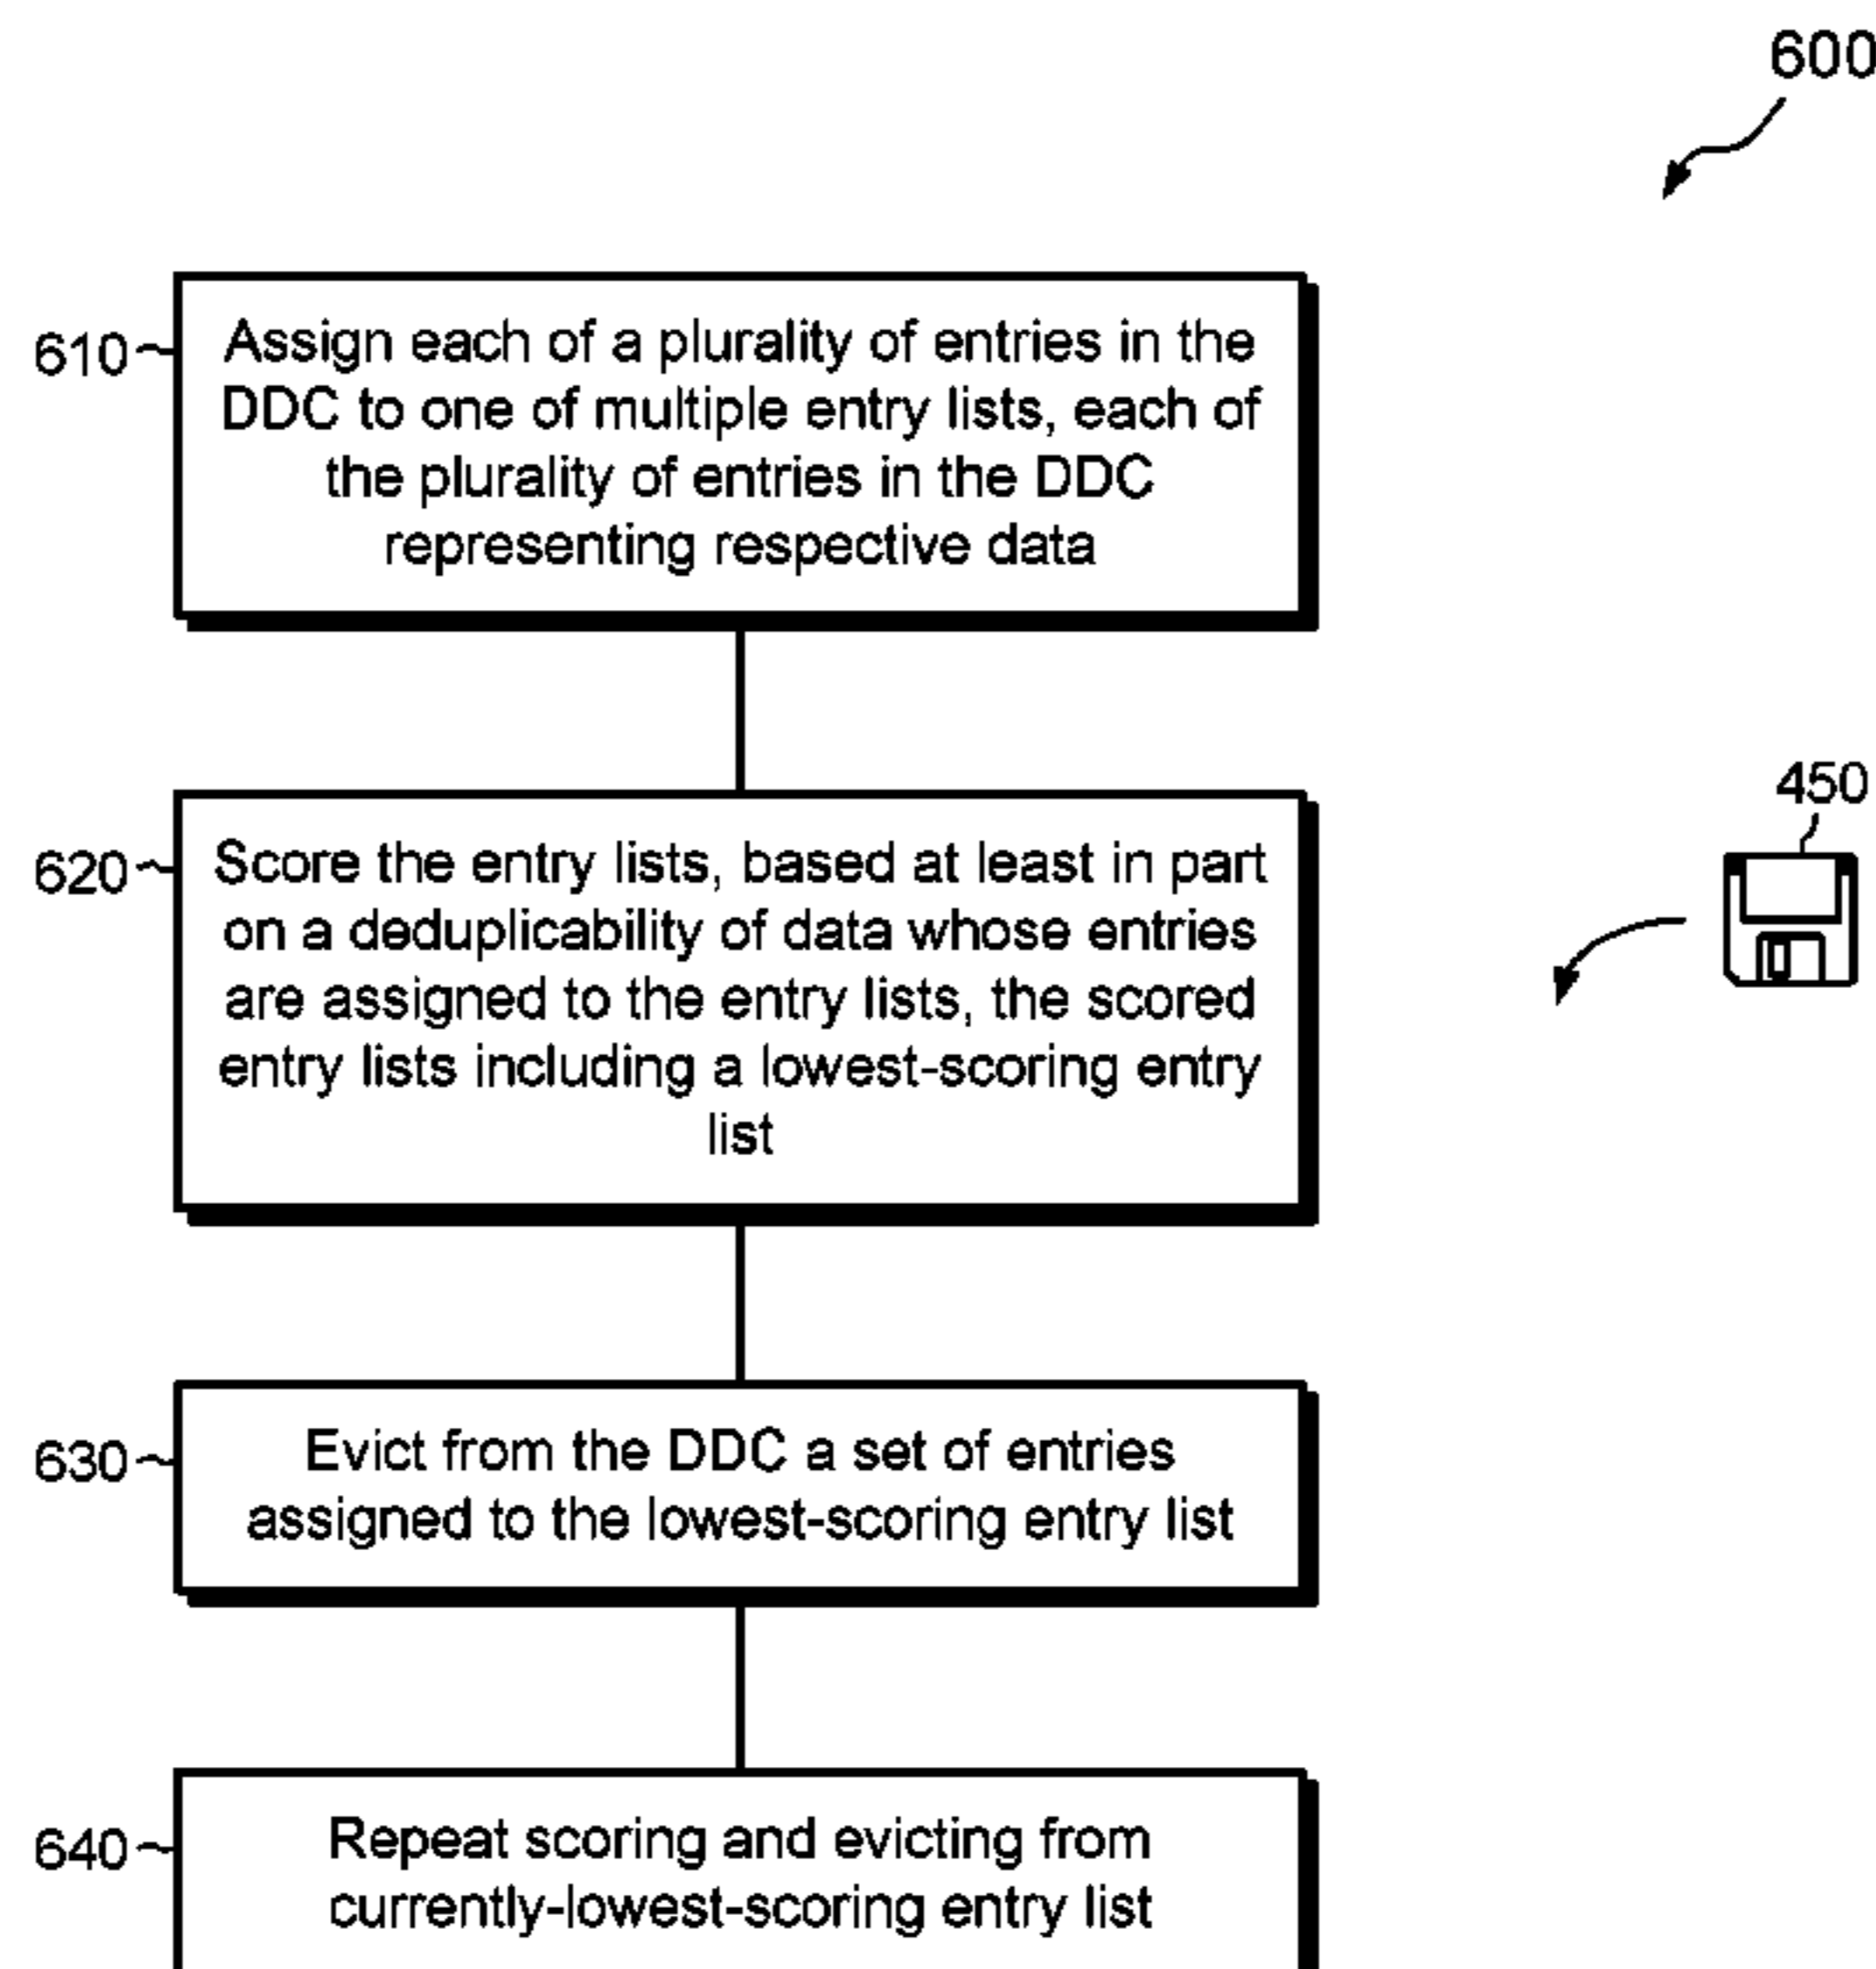 600
610
Assign each of a plurality of entries in the
DDC to one of multiple entry lists, each of
the plurality of entries in the DDC
representing respective data
450
620
Score the entry lists, based at least in part
on a deduplicability of data whose entries
are assigned to the entry lists, the scored
entry lists including a lowest-scoring entry
list
630
Evict from the DDC a set of entries
assigned to the lowest-scoring entry list
640
Repeat scoring and evicting from
currently-lowest-scoring entry list